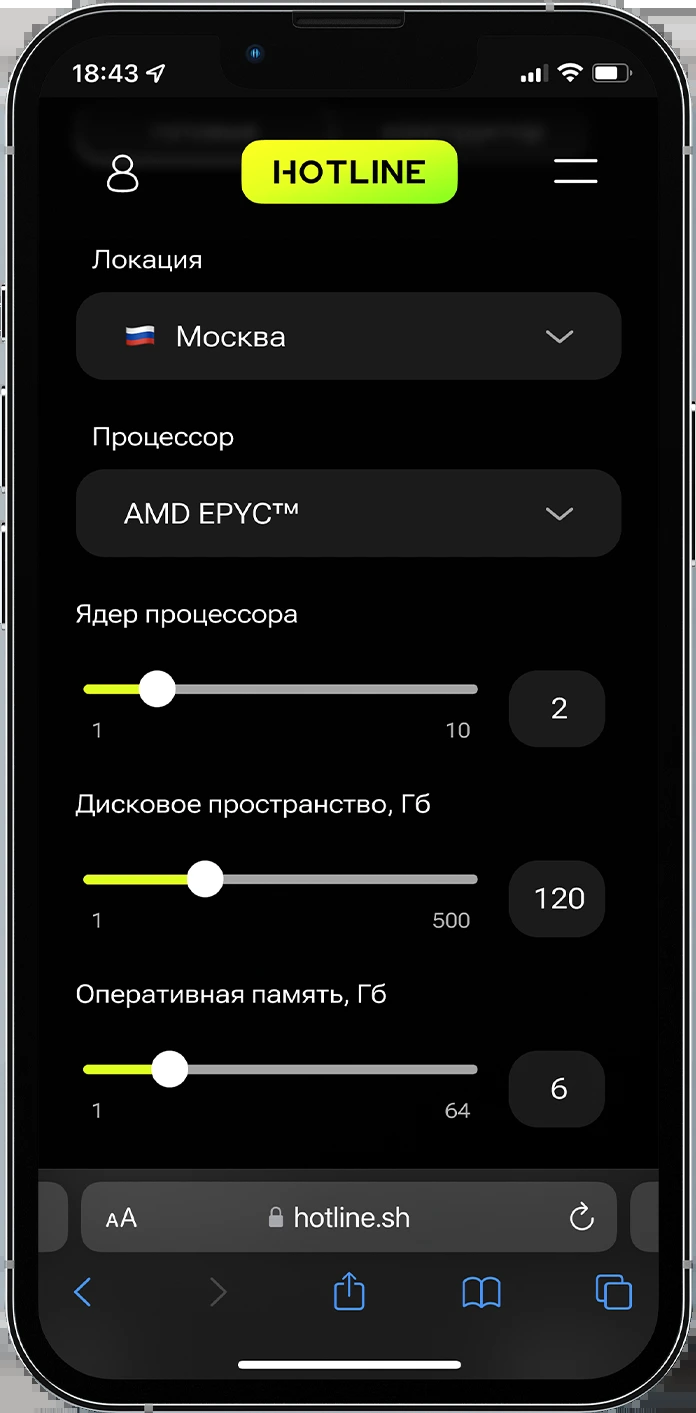 18:43
HOTLINE
Локация
Москва
Процессор
AMD EPYC™
Ядер процессора
2
1 10
Дисковое пространство, Гб
120
1 500
Оперативная память, Гб
6
1 64
AA hotline.sh